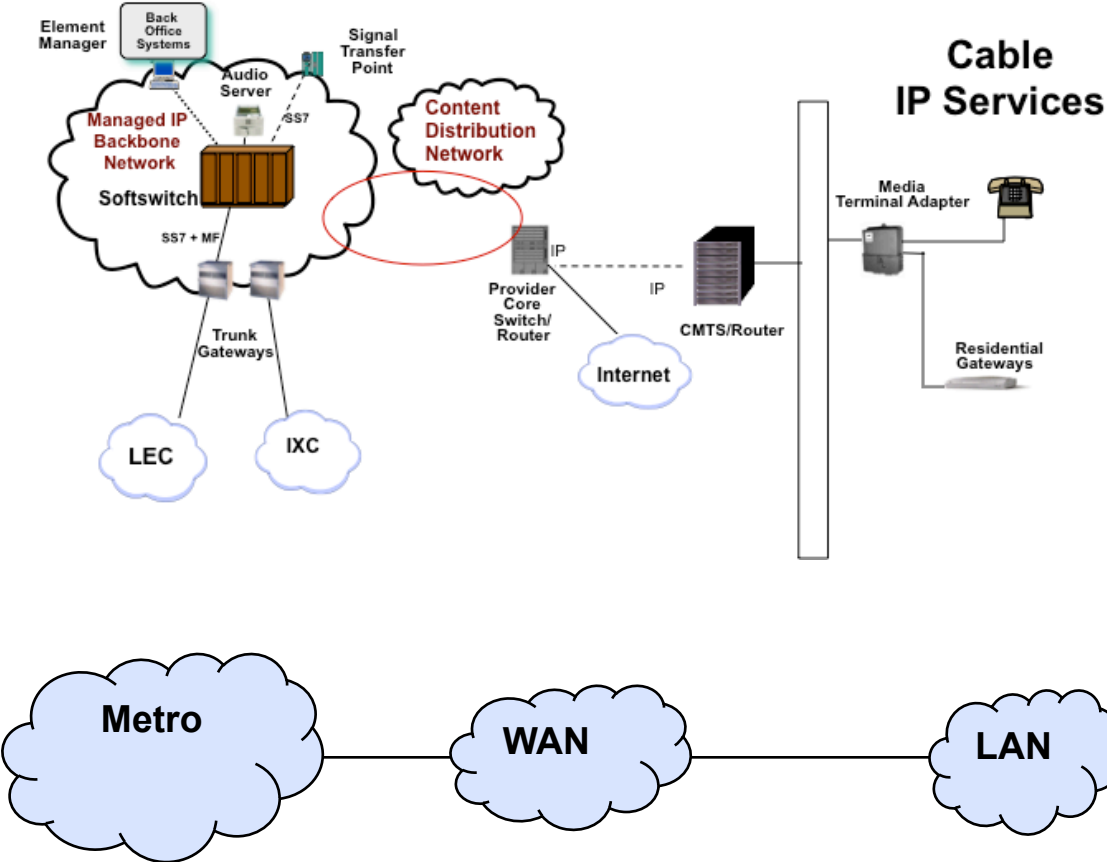 Element
Manager
Back
Office
Systems
Signal
Transfer
Point
Audio
Server
SS7
Managed IP
Backbone
Network
Softswitch
SS7 + MF
Trunk
Gateways
LEC
IXC
Content
Distribution
Network
IP
Provider
Core
Switch/
Router
IP
Internet
CMTS/Router
Cable
IP Services
Media
Terminal Adapter
Residential
Gateways
Metro
WAN
LAN